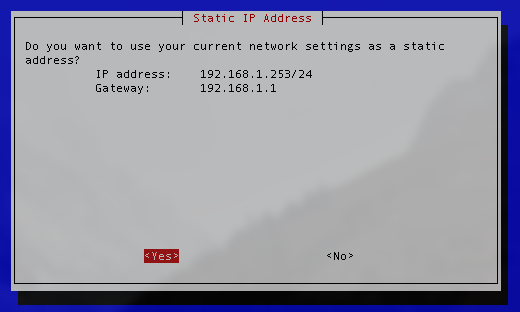 Static IP Address
Do you want to use your current network settings as a static
address?
IP address: 192.168.1.253/24
Gateway: 192.168.1.1
<Yes> <No>